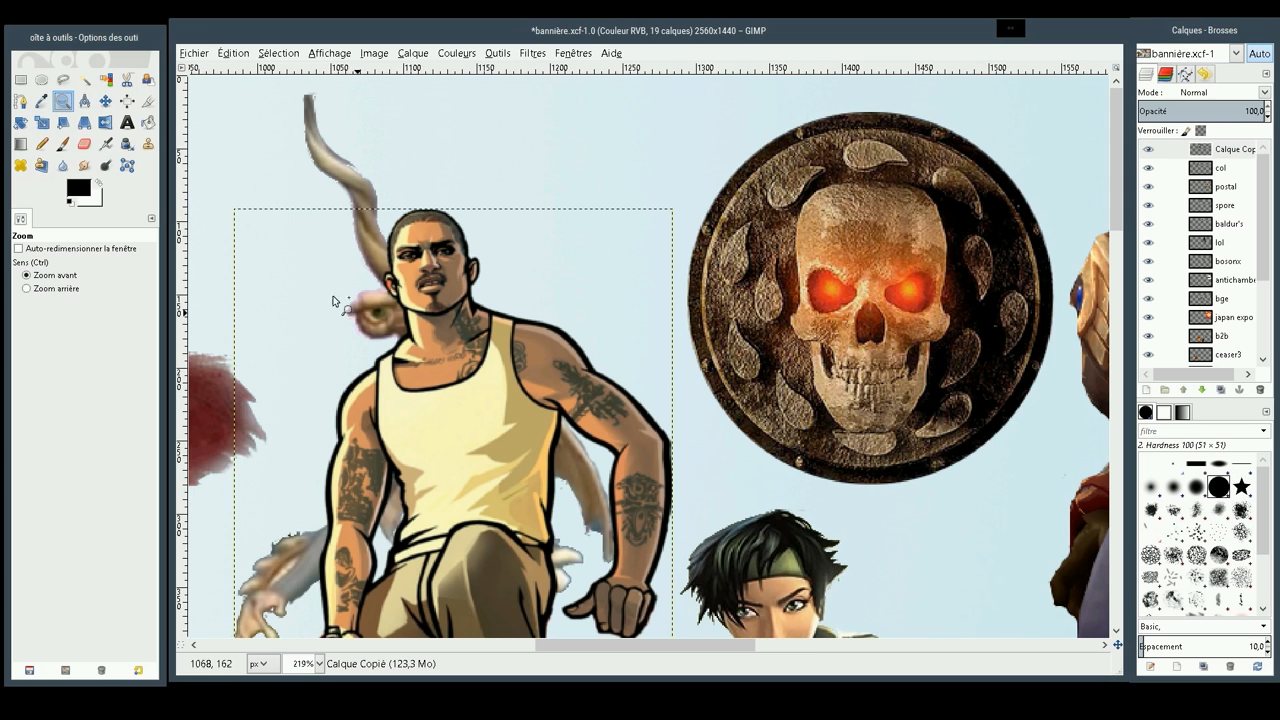 oîte à outils - Options des outi
*bannière.xcf-1.0 (Couleur RVB, 19 calques) 2560x1440 – GIMP
Calques - Brosses
Fichier Édition Sélection Affichage Image Calque Couleurs Outils Filtres Fenêtres Aide
bannière.xcf-1
Auto
1000 1050 1100 1150 1200 1250 1300 1350 1400 1450 1500 1550
Mode : Normal
Opacité 100,0
Verrouiller :
Calque Cop
col
postal
spore
baldur's
lol
bosonx
antichambre
bge
japan expo
b2b
ceaser3
Zoom
Auto-redimensionner la fenêtre
Sens (Ctrl)
Zoom avant
Zoom arrière
filtre
2. Hardness 100 (51 × 51)
Basic,
Espacement 10,0
1068, 162 px 219% Calque Copié (123,3 Mo)